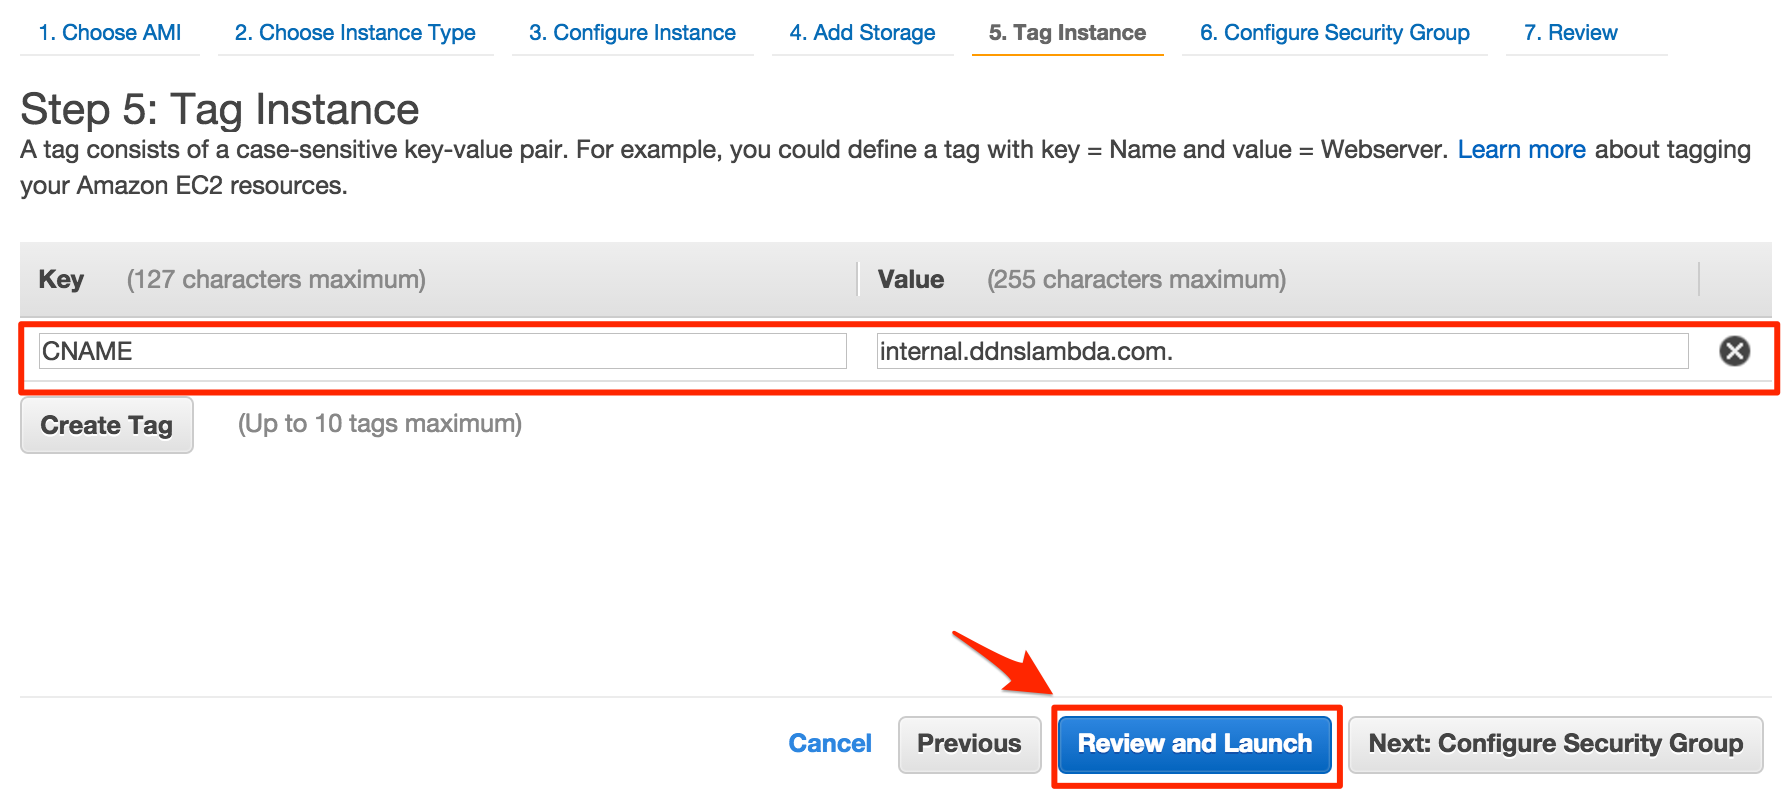 1. Choose AMI 2. Choose Instance Type 3. Configure Instance 4. Add Storage 5. Tag Instance 6. Configure Security Group 7. Review
Step 5: Tag Instance
A tag consists of a case-sensitive key-value pair. For example, you could define a tag with key = Name and value = Webserver. Learn more about tagging
your Amazon EC2 resources.
Key (127 characters maximum) Value (255 characters maximum)
CNAME internal.ddnslambda.com.
Create Tag (Up to 10 tags maximum)
Cancel Previous Review and Launch Next: Configure Security Group